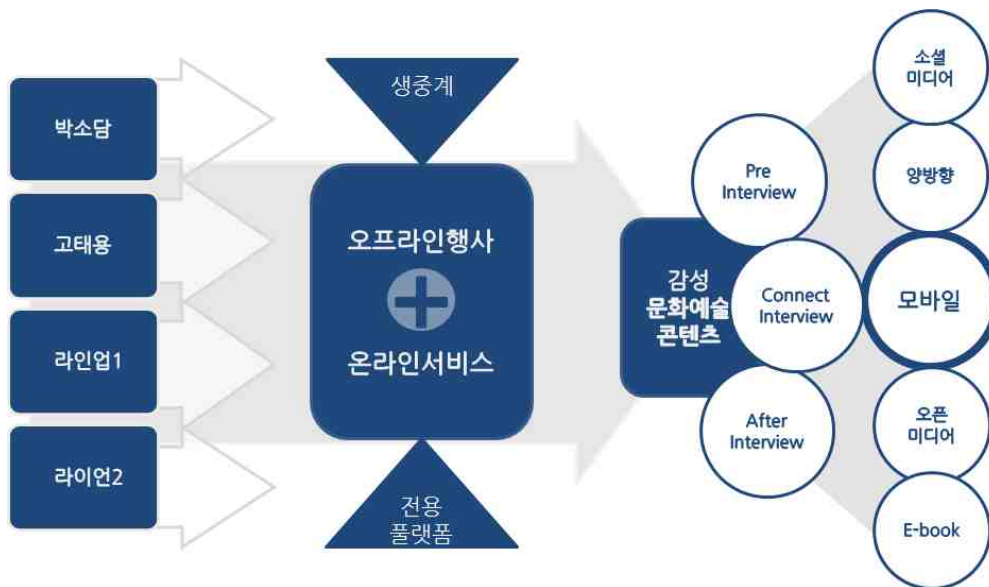 박소담
고태용
라인업1
라이언2
생중계
오프라인행사
온라인서비스
전용
풀랫폼
감성
문화예술
콘텐츠
Pre
Interview
Connect
Interview
After
Interview
소셜
미디어
양방향
모바일
오픈
미디어
E-book